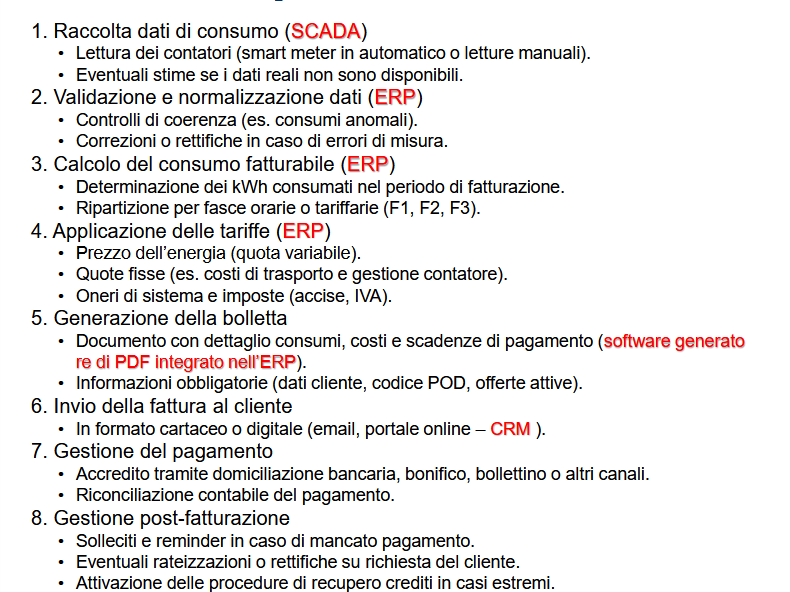 1. Raccolta dati di consumo (SCADA)
• Lettura dei contatori (smart meter in automatico o letture manuali).
• Eventuali stime se i dati reali non sono disponibili.
2. Validazione e normalizzazione dati (ERP)
• Controlli di coerenza (es. consumi anomali).
• Correzioni o rettifiche in caso di errori di misura.
3. Calcolo del consumo fatturabile (ERP)
• Determinazione dei kWh consumati nel periodo di fatturazione.
• Ripartizione per fasce orarie o tariffarie (F1, F2, F3).
4. Applicazione delle tariffe (ERP)
• Prezzo dell’energia (quota variabile).
• Quote fisse (es. costi di trasporto e gestione contatore).
• Oneri di sistema e imposte (accise, IVA).
5. Generazione della bolletta
• Documento con dettaglio consumi, costi e scadenze di pagamento (software generato
re di PDF integrato nell’ERP).
• Informazioni obbligatorie (dati cliente, codice POD, offerte attive).
6. Invio della fattura al cliente
• In formato cartaceo o digitale (email, portale online – CRM ).
7. Gestione del pagamento
• Accredito tramite domiciliazione bancaria, bonifico, bollettino o altri canali.
• Riconciliazione contabile del pagamento.
8. Gestione post-fatturazione
• Solleciti e reminder in caso di mancato pagamento.
• Eventuali rateizzazioni o rettifiche su richiesta del cliente.
• Attivazione delle procedure di recupero crediti in casi estremi.